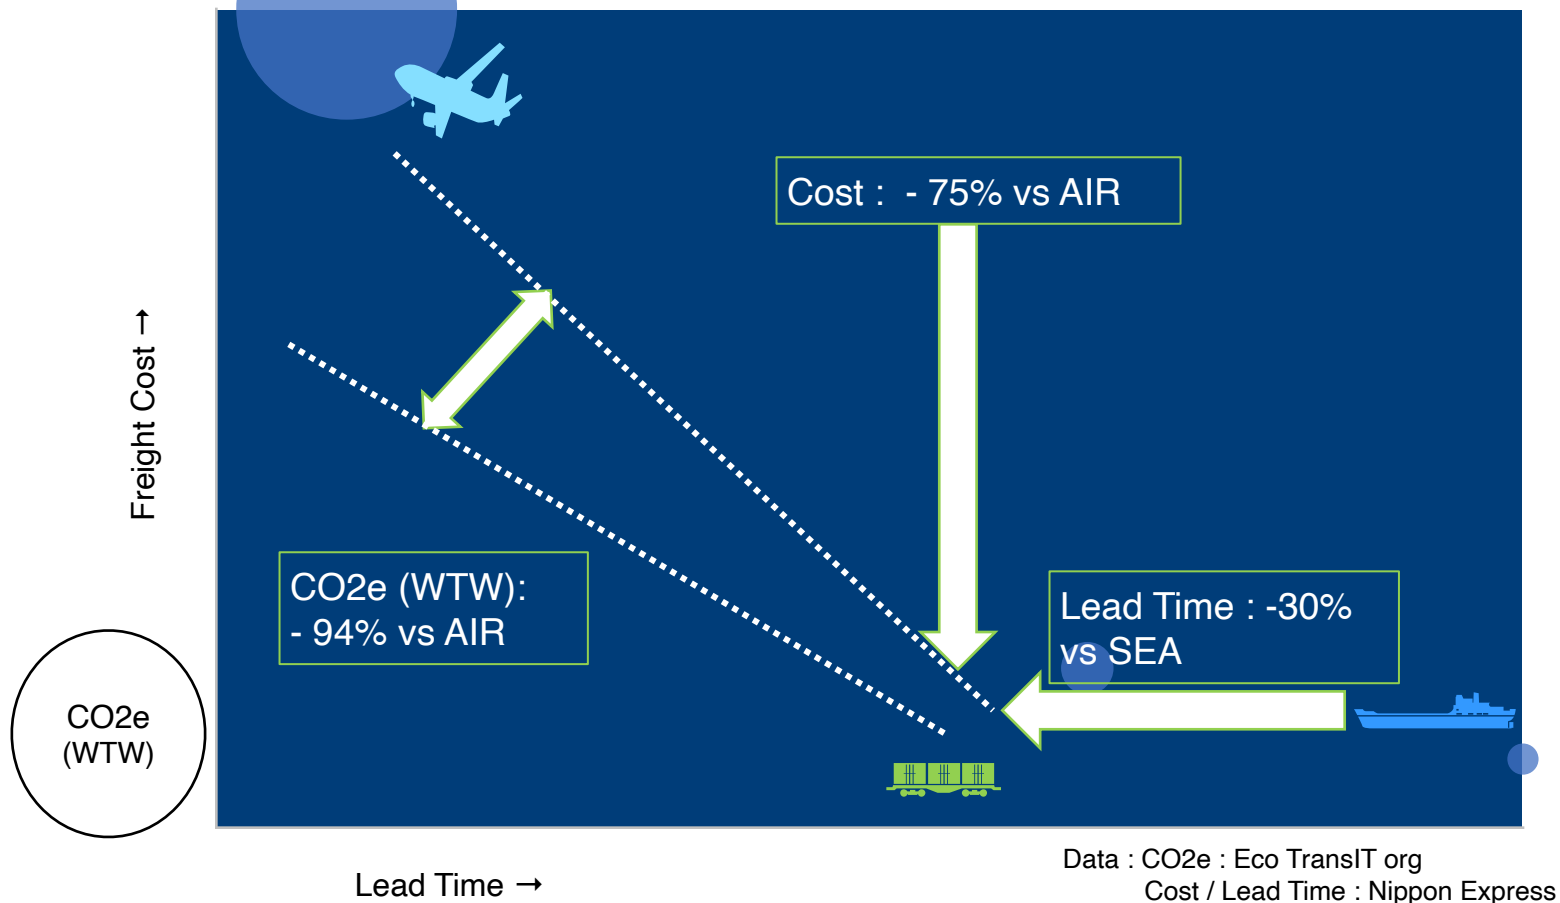 Cost :  - 75% vs AIR
Freight Cost →
CO2e (WTW):
- 94% vs AIR
Lead Time : -30%
vs SEA
CO2e
(WTW)
Lead Time →
Data : CO2e : Eco TransIT org
Cost / Lead Time : Nippon Express